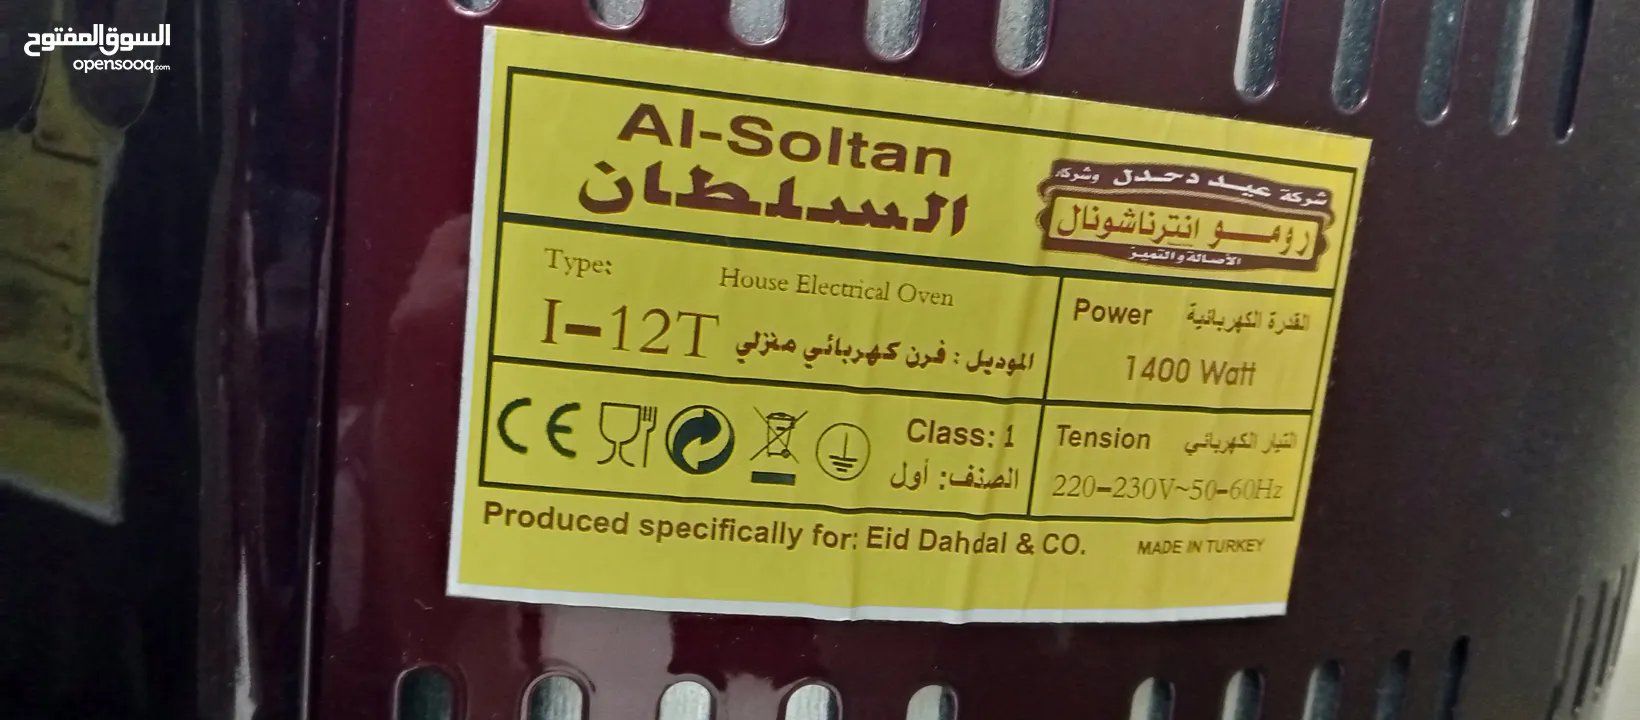 السوق المفتوح
opensooq.com
Al-Soltan
السلطان
شركة عيد دحدل وشركاه
رومو انترناشونال
الأصالة والتميز
Type:
House Electrical Oven
I-12T
الموديل : فرن كهربائي منزلي
Power القدرة الكهربائية
1400 Watt
CE
Class: 1
الصنف: أول
Tension التيار الكهربائي
220-230V~50-60Hz
Produced specifically for: Eid Dahdal & CO.
MADE IN TURKEY